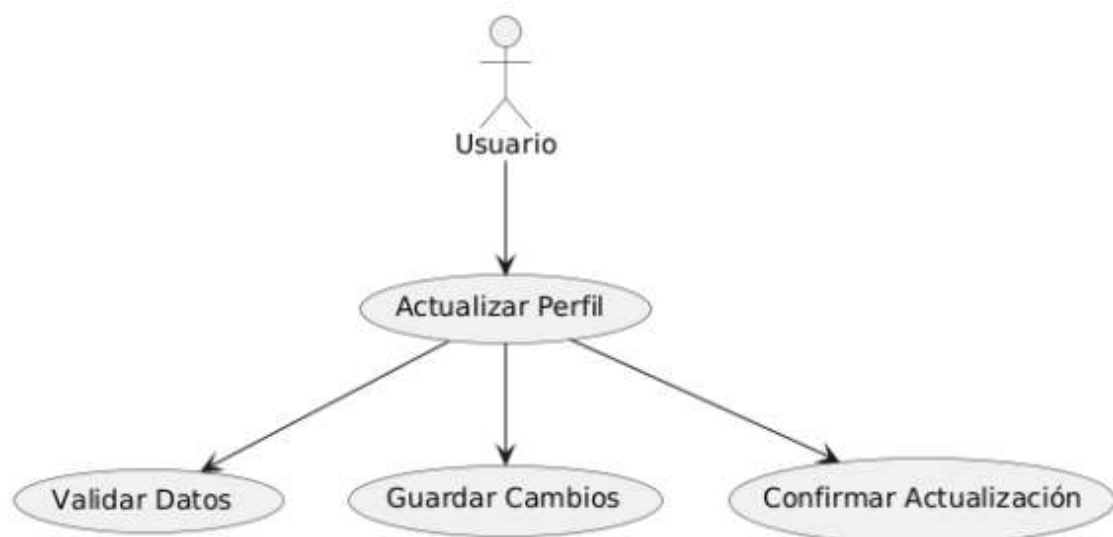 Usuario
Actualizar Perfil
Validar Datos
Guardar Cambios
Confirmar Actualización